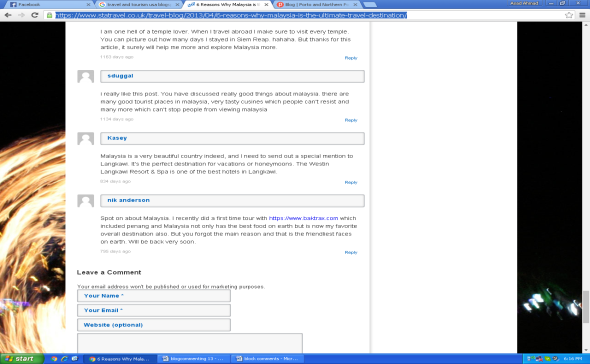 Facebook
travel and tourism uk blogs
6 Reasons Why Malaysia is
Blog | Ports and Northern
Asad Ahmad
https://www.statravel.co.uk/travel-blog/2013/04/6-reasons-why-malaysia-is-the-ultimate-travel-destination/
I am one hell of a temple lover. When I travel abroad I make sure to visit every temple.
You can picture out how many days I stayed in Siem Reap, hahaha. But thanks for this
article, it surely will help me more and explore Malaysia more.
days ago
Reply
sduggal
I really like this post. You have discussed really good things about malaysia. there are
many good tourist places in malaysia, very tasty cuisines which people can't resist and
many more which can't stop people from viewing malaysia
days ago
Reply
Kasey
Malaysia is a very beautiful country indeed, and I need to send out a special mention to
Langkawi. It's the perfect destination for vacations or honeymoons. The Westin
Langkawi Resort & Spa is one of the best hotels in Langkawi.
days ago
Reply
nik anderson
Spot on about Malaysia. I recently did a first time tour with https://www.baktrax.com which
included penang and Malaysia not only has the best food on earth but is now my favorite
overall destination also. But you forgot the main reason and that is the friendliest faces
on earth. Will be back very soon.
days ago
Reply
Leave a Comment
Your email address won't be published or used for marketing purposes.
Your Name *
Your Email *
Website (optional)
start
6 Reasons Why Mala...
blogcommenting 13 - ...
block comments - Micr...